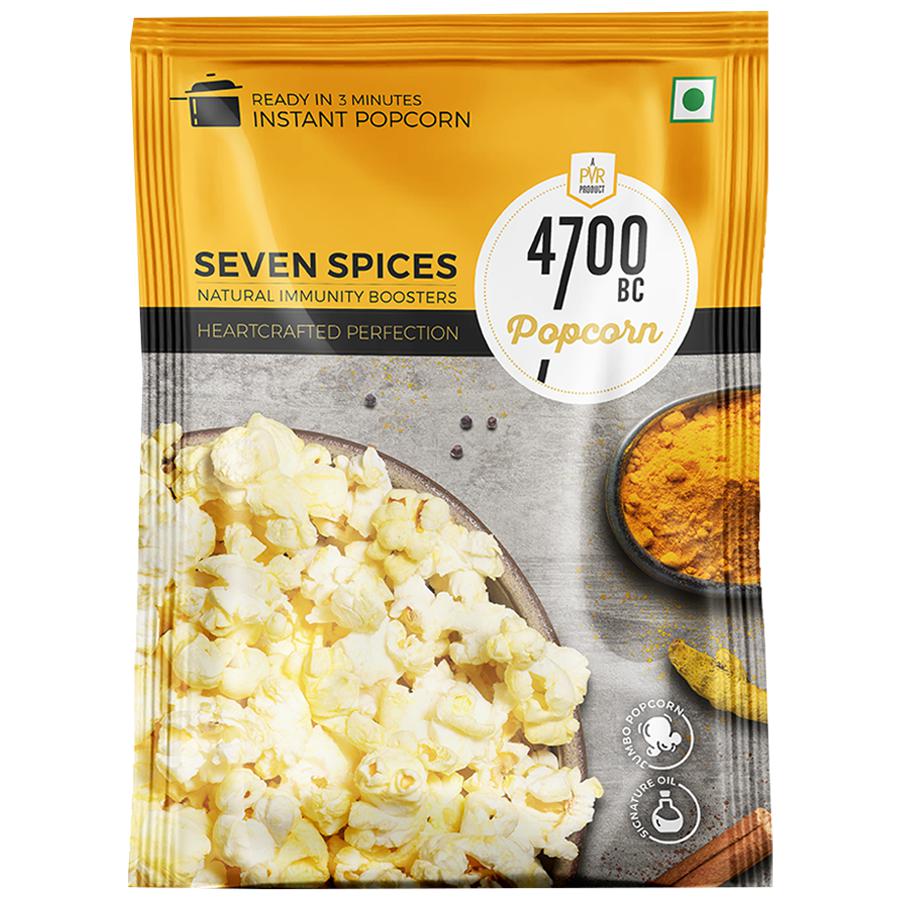 READY IN 3 MINUTES
INSTANT POPCORN
A
PVR
PRODUCT
4700
BC
Popcorn
SEVEN SPICES
NATURAL IMMUNITY BOOSTERS
HEARTCRAFTED PERFECTION
JUMBO POPCORN
SIGNATURE OIL